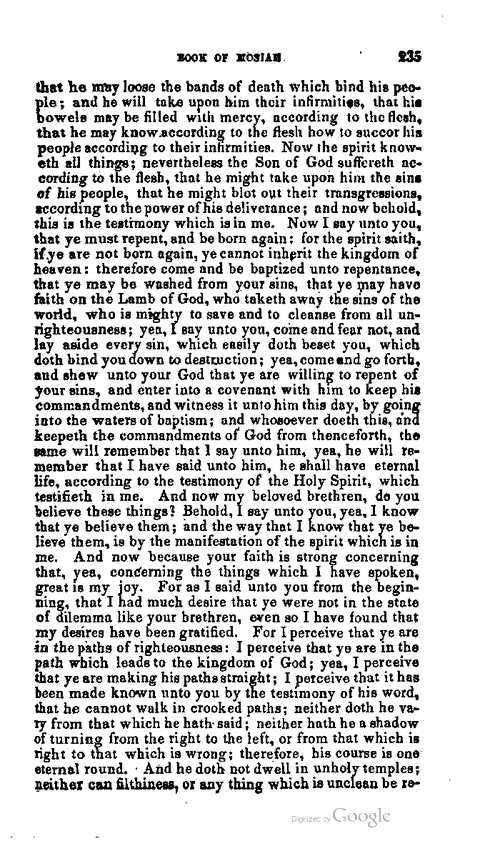 BOOK OF MOSIAH. 235
that he may loose the bands of death which bind his peo-
ple; and he will take upon him their infirmities, that his
bowels may be filled with mercy, according to the flesh,
that he may know according to the flesh how to succor his
people according to their infirmities. Now the spirit know-
eth all things; nevertheless the Son of God suffereth ac-
cording to the flesh, that he might take upon him the sins
of his people, that he might blot out their transgressions,
according to the power of his deliverance; and now behold,
this is the testimony which is in me. Now I say unto you,
that ye must repent, and be born again: for the spirit saith,
if ye are not born again, ye cannot inherit the kingdom of
heaven: therefore come and be baptized unto repentance,
that ye may be washed from your sins, that ye may have
faith on the Lamb of God, who taketh away the sins of the
world, who is mighty to save and to cleanse from all un-
righteousness; yea, I say unto you, come and fear not, and
lay aside every sin, which easily doth beset you, which
doth bind you down to destruction; yea, come and go forth,
and shew unto your God that ye are willing to repent of
your sins, and enter into a covenant with him to keep his
commandments, and witness it unto him this day, by going
into the waters of baptism; and whosoever doeth this, and
keepeth the commandments of God from thenceforth, the
same will remember that I say unto him, yea, he will re-
member that I have said unto him, he shall have eternal
life, according to the testimony of the Holy Spirit, which
testifieth in me. And now my beloved brethren, do you
believe these things? Behold, I say unto you, yea, I know
that ye believe them; and the way that I know that ye be-
lieve them, is by the manifestation of the spirit which is in
me. And now because your faith is strong concerning
that, yea, concerning the things which I have spoken,
great is my joy. For as I said unto you from the begin-
ning, that I had much desire that ye were not in the state
of dilemma like your brethren, even so I have found that
my desires have been gratified. For I perceive that ye are
in the paths of righteousness: I perceive that ye are in the
path which leads to the kingdom of God; yea, I perceive
that ye are making his paths straight; I perceive that it has
been made known unto you by the testimony of his word,
that he cannot walk in crooked paths; neither doth he va-
ry from that which he hath said; neither hath he a shadow
of turning from the right to the left, or from that which is
right to that which is wrong; therefore, his course is one
eternal round. And he doth not dwell in unholy temples;
neither can filthiness, or any thing which is unclean be re-
Digitized by Google